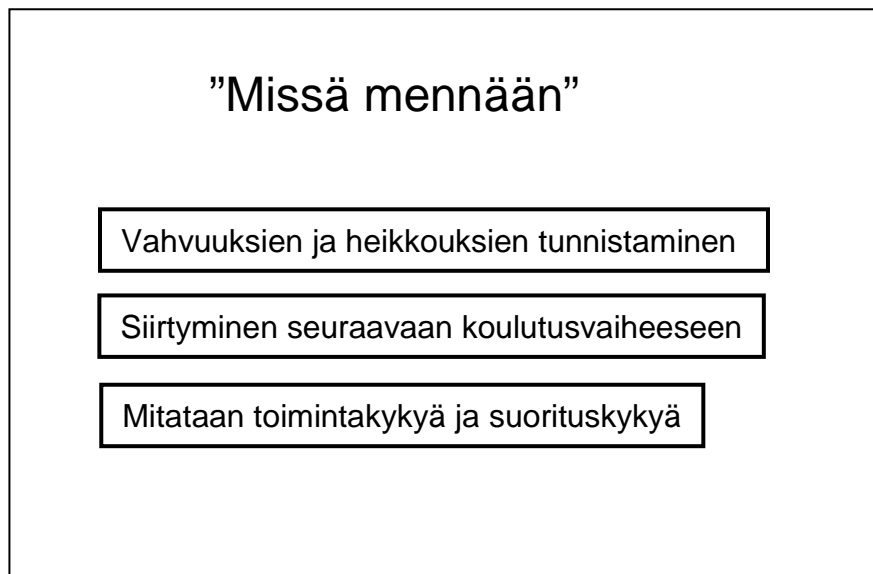 ”Missä mennään”
Vahvuuksien ja heikkouksien tunnistaminen
Siirtyminen seuraavaan koulutusvaiheeseen
Mitataan toimintakykyä ja suorituskykyä